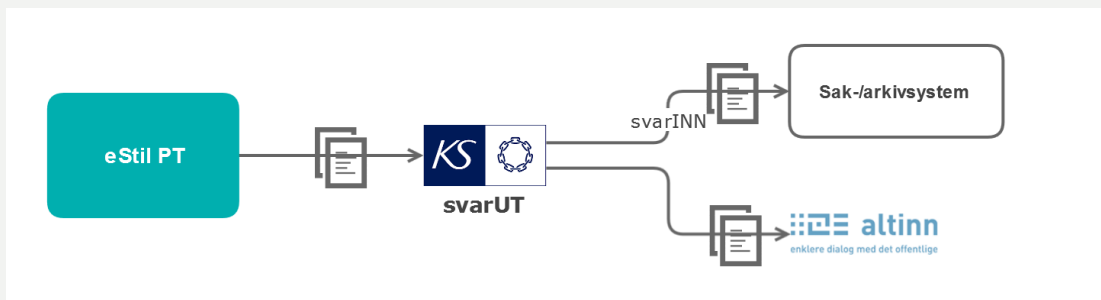 eStil PT
KS
svarUT
svarINN
Sak-/arkivsystem
altinn
enklere dialog med det offentlige